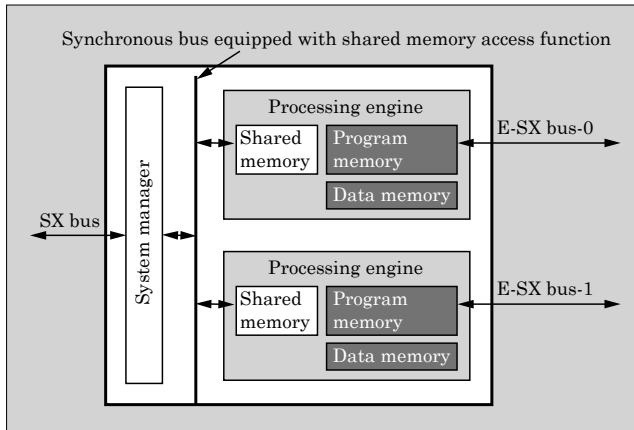 Synchronous bus equipped with shared memory access function
Processing engine
Shared
memory
Program
memory
Data memory
E-SX bus-0
SX bus
System manager
Processing engine
Shared
memory
Program
memory
Data memory
E-SX bus-1